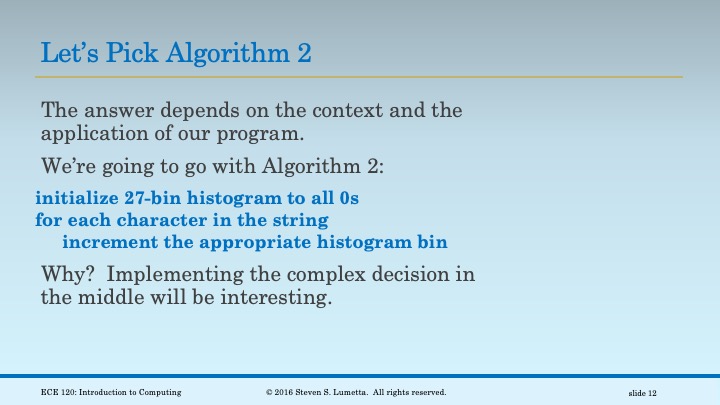 Let's Pick Algorithm 2
The answer depends on the context and the
application of our program.
We're going to go with Algorithm 2:
initialize 27-bin histogram to all 0s
for each character in the string
increment the appropriate histogram bin
Why?  Implementing the complex decision in
the middle will be interesting.
ECE 120: Introduction to Computing
© 2016 Steven S. Lumetta.  All rights reserved.
slide 12